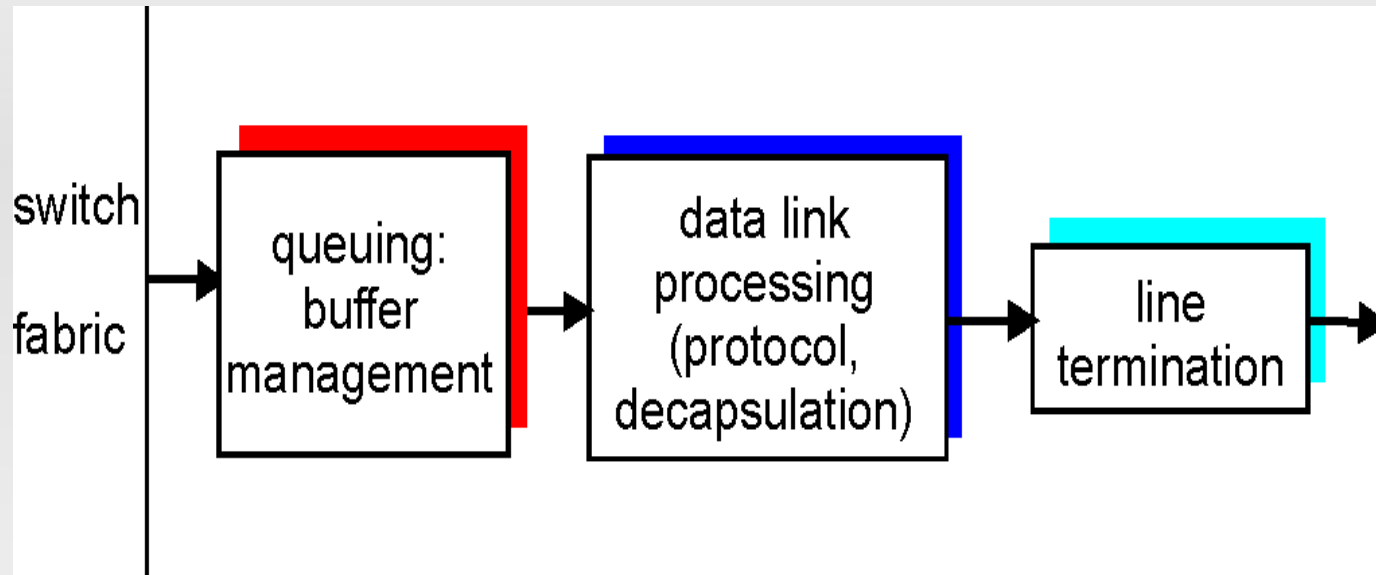 switch
fabric
queuing:
buffer
management
data link
processing
(protocol,
decapsulation)
line
termination